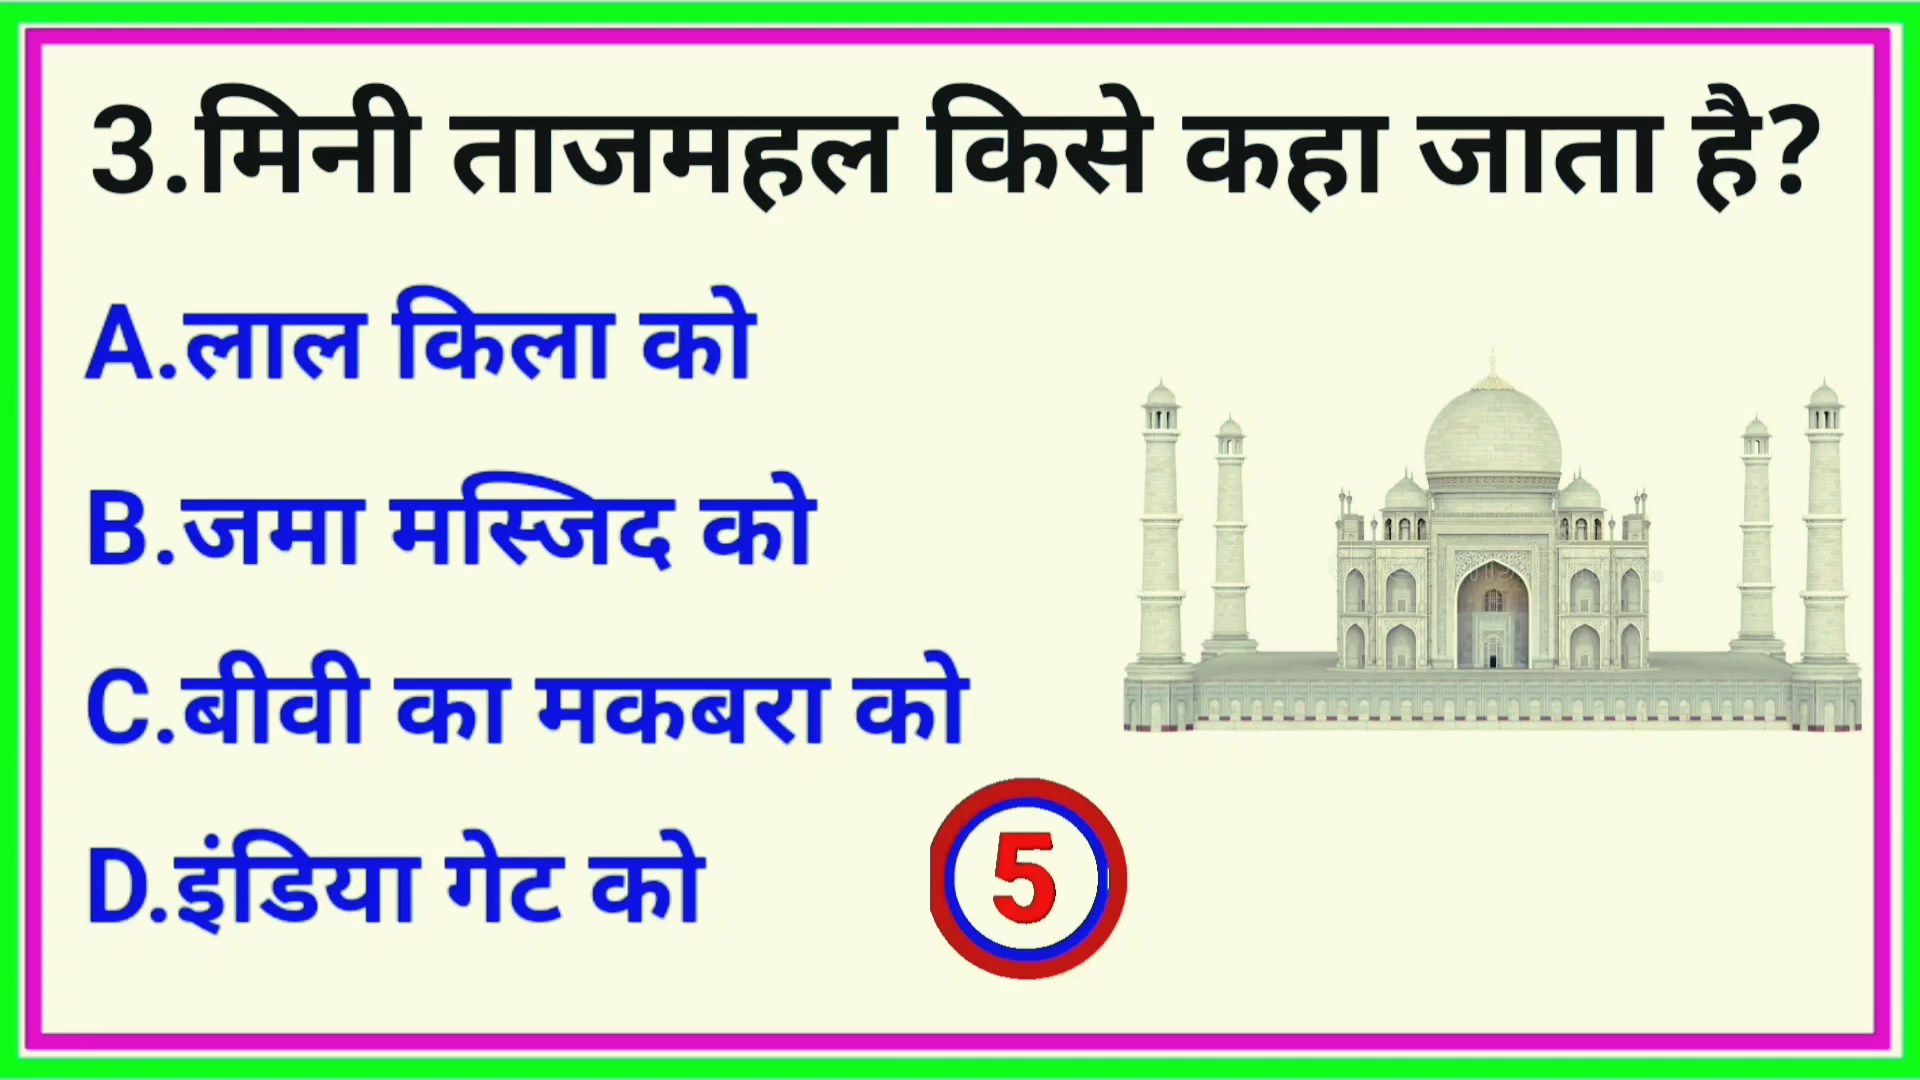 3.मिनी ताजमहल किसे कहा जाता है?
A.लाल किला को
B.जमा मस्जिद को
C.बीवी का मकबरा को
D.इंडिया गेट को
5